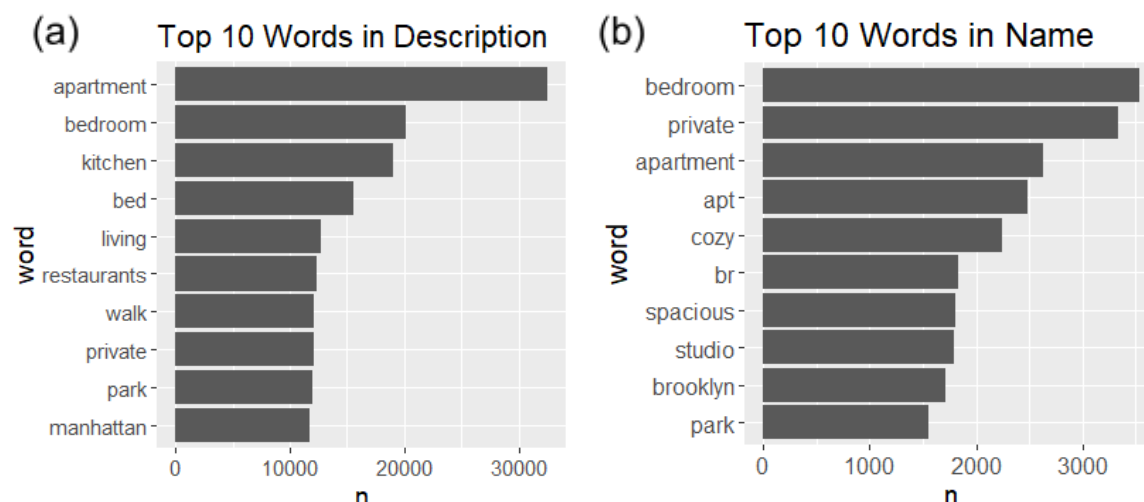 (a)
Top 10 Words in Description
word
apartment
bedroom
kitchen
bed
living
restaurants
walk
private
park
manhattan
0 10000 20000 30000
n
(b)
Top 10 Words in Name
word
bedroom
private
apartment
apt
cozy
br
spacious
studio
brooklyn
park
0 1000 2000 3000
n